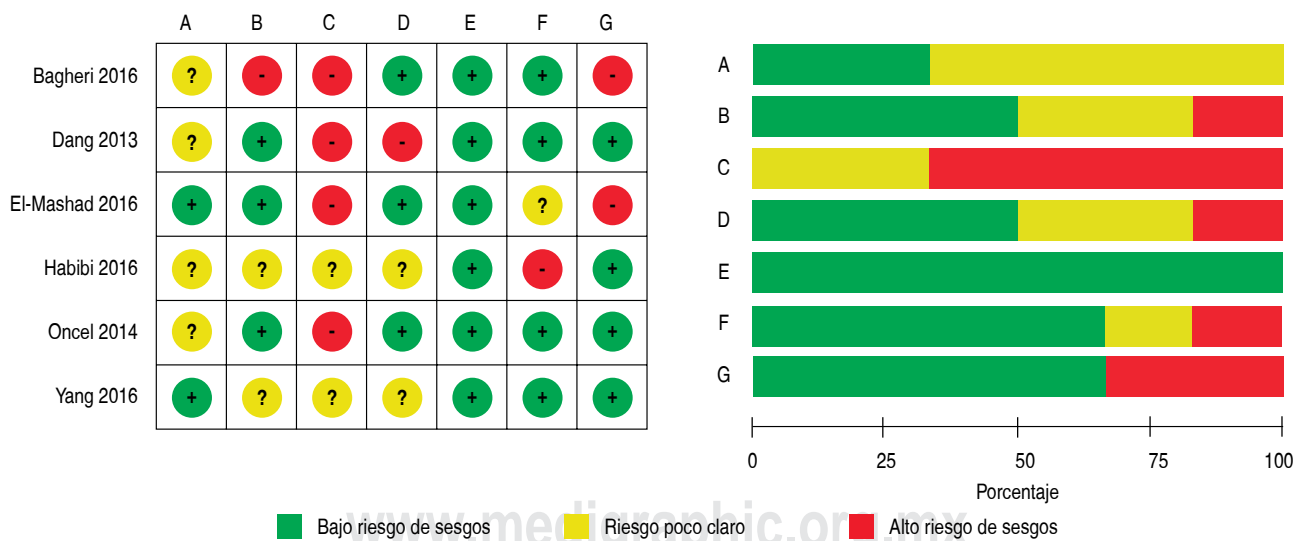 A B C D E F G
Bagheri 2016 ? - - + + + -
Dang 2013 ? + - - + + +
El-Mashad 2016 + + - + + ? -
Habibi 2016 ? ? ? ? + - +
Oncel 2014 ? + - + + + +
Yang 2016 + ? ? ? + + +
A
B
C
D
E
F
G
0 25 50 75 100
Porcentaje
www.medigraphic.org.mx
Bajo riesgo de sesgos Riesgo poco claro Alto riesgo de sesgos